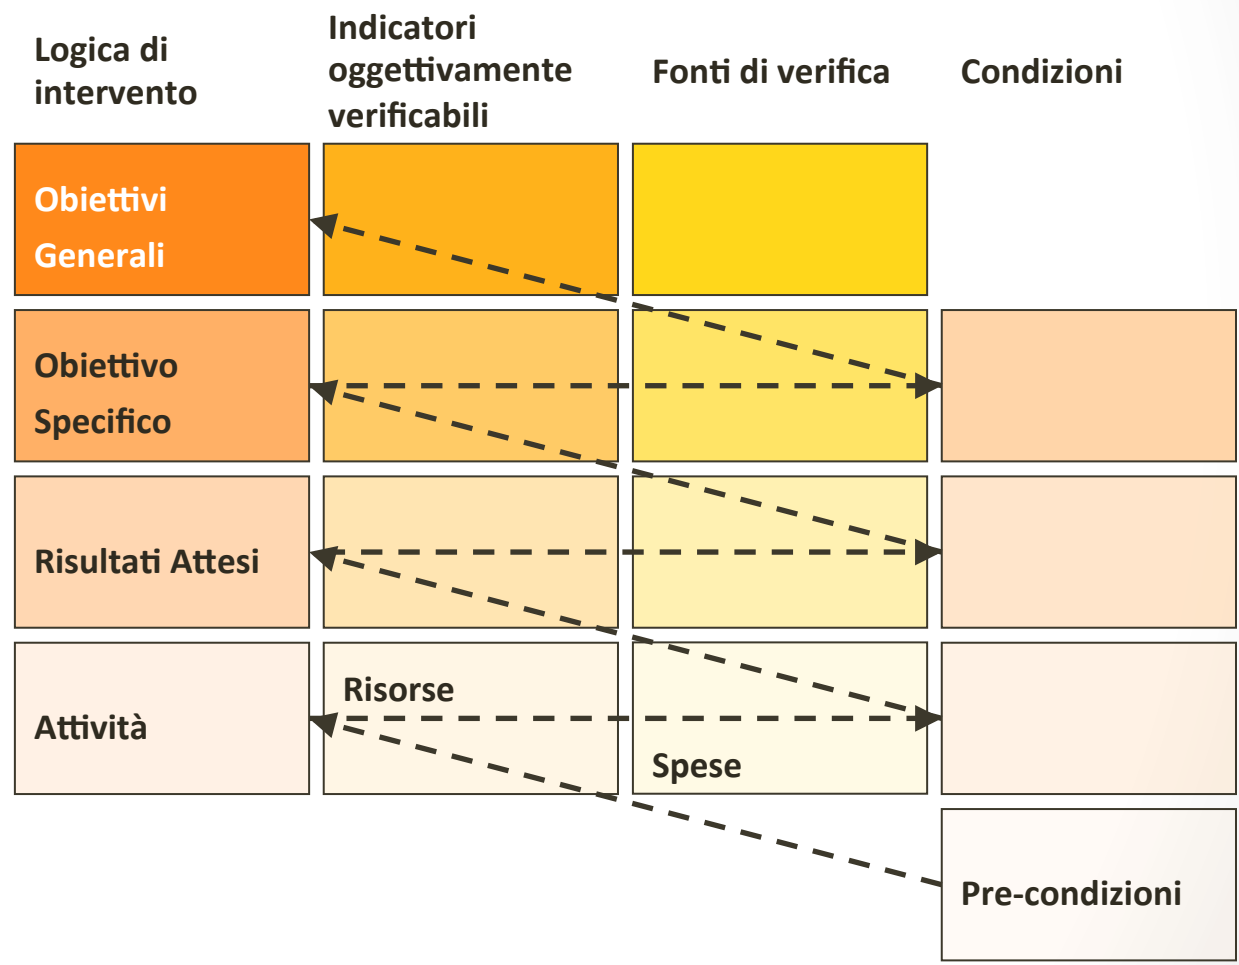 Logica di
intervento
Indicatori
oggettivamente
verificabili
Fonti di verifica
Condizioni
Obiettivi
Generali
Obiettivo
Specifico
Risultati Attesi
Attività
Risorse
Spese
Pre-condizioni